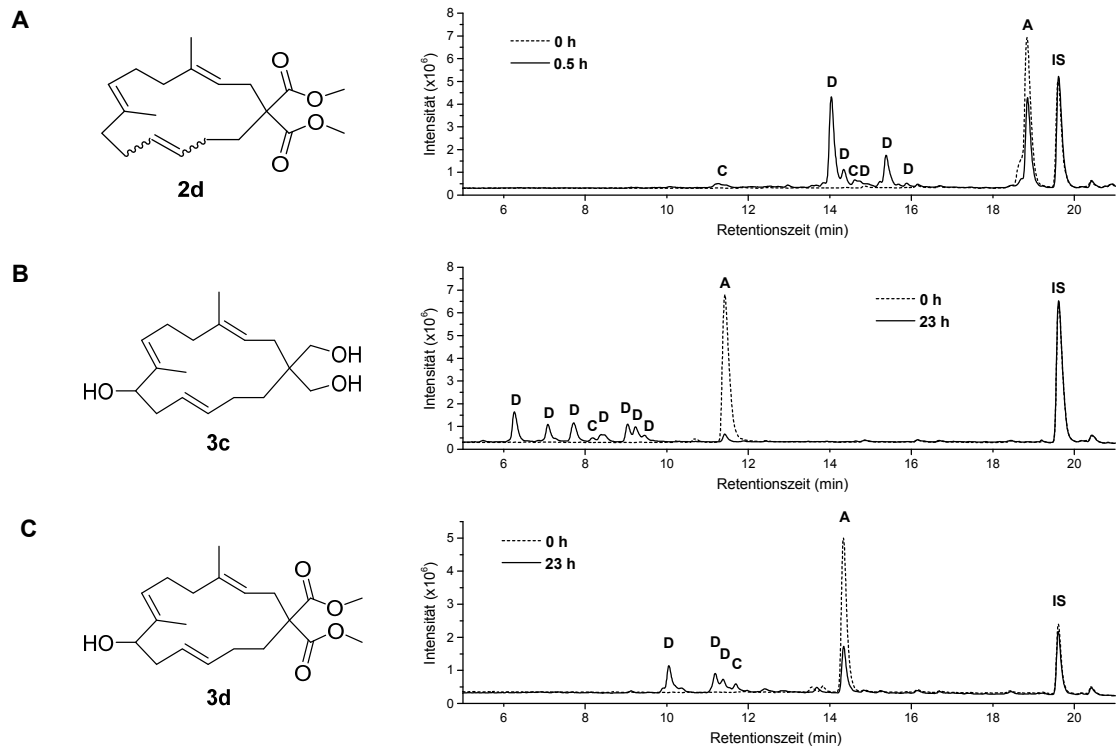 A
O
O
O
O
2d
Intensität (x10⁶)
8
7
6
5
4
3
2
1
0
0 h
0.5 h
C
D
D
C D
D
D
A
IS
6 8 10 12 14 16 18 20
Retentionszeit (min)
B
OH
OH
HO
3c
Intensität (x10⁶)
8
7
6
5
4
3
2
1
0
A
0 h
23 h
IS
D
D
D
C
D
D
D
D
6 8 10 12 14 16 18 20
Retentionszeit (min)
C
O
O
O
O
HO
3d
Intensität (x10⁶)
5
4
3
2
1
0
0 h
23 h
A
IS
D
D
D
C
6 8 10 12 14 16 18 20
Retentionszeit (min)